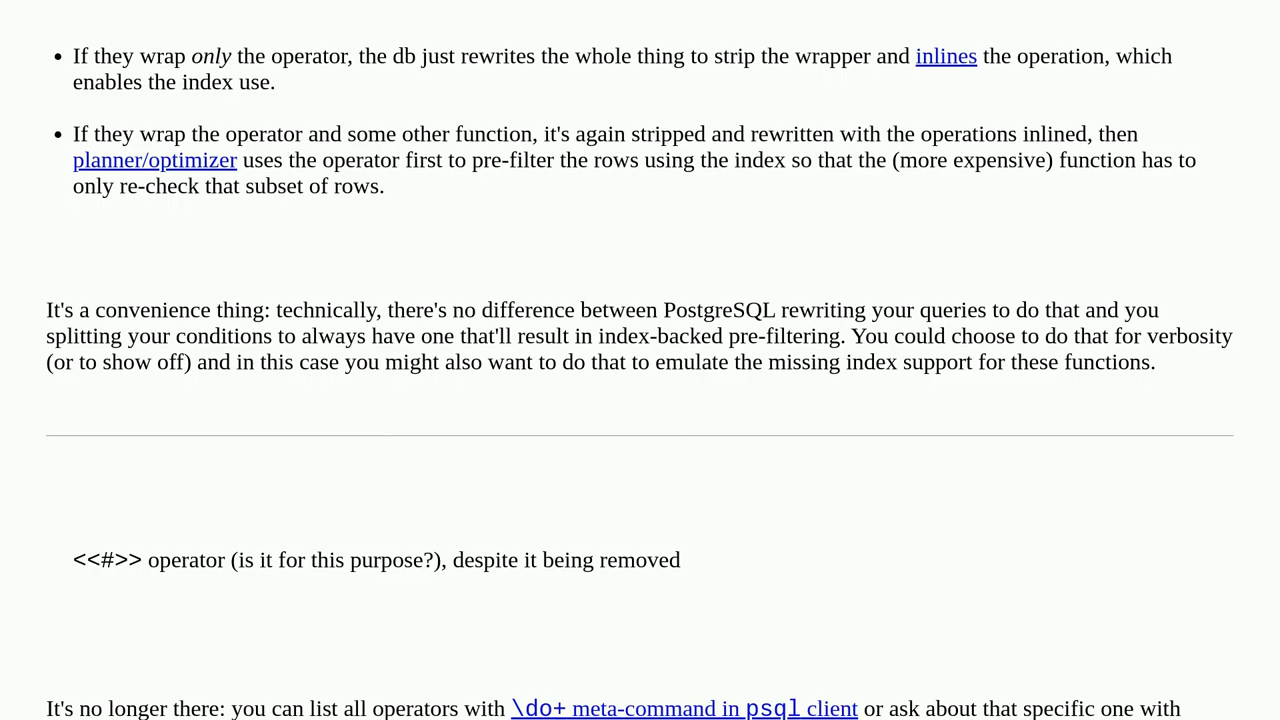 If they wrap only the operator, the db just rewrites the whole thing to strip the wrapper and inlines the operation, which
enables the index use.
If they wrap the operator and some other function, it's again stripped and rewritten with the operations inlined, then
planner/optimizer uses the operator first to pre-filter the rows using the index so that the (more expensive) function has to
only re-check that subset of rows.
It's a convenience thing: technically, there's no difference between PostgreSQL rewriting your queries to do that and you
splitting your conditions to always have one that'll result in index-backed pre-filtering. You could choose to do that for verbosity
(or to show off) and in this case you might also want to do that to emulate the missing index support for these functions.
<<#>> operator (is it for this purpose?), despite it being removed
It's no longer there: you can list all operators with \do+ meta-command in psql client or ask about that specific one with